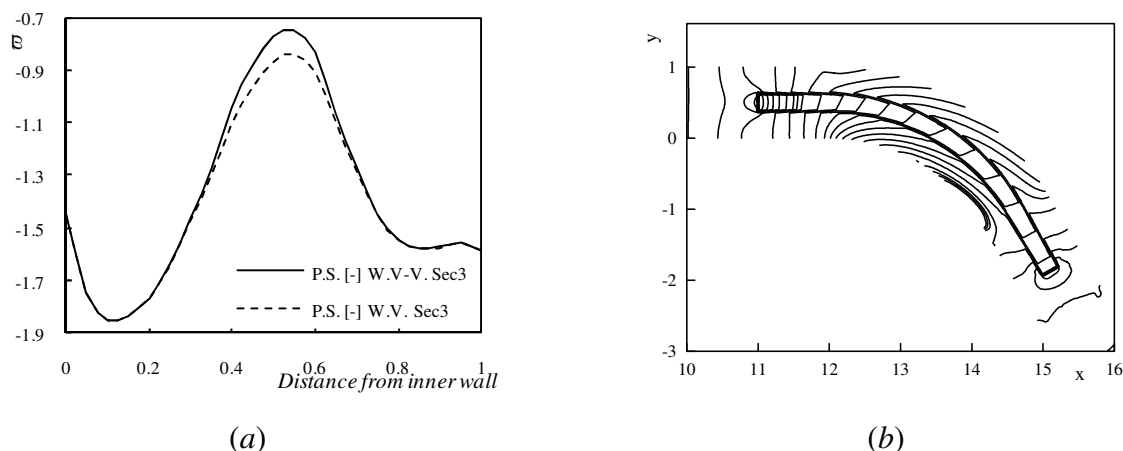 -0.7
-0.9
-1.1
-1.3
-1.5
-1.7
-1.9
ϖ
P.S. [-] W.V-V. Sec3
P.S. [-] W.V. Sec3
0 0.2 0.4 0.6 0.8 1
Distance from inner wall
(a)
y
1
0
-1
-2
-3
10 11 12 13 14 15 16
x
(b)